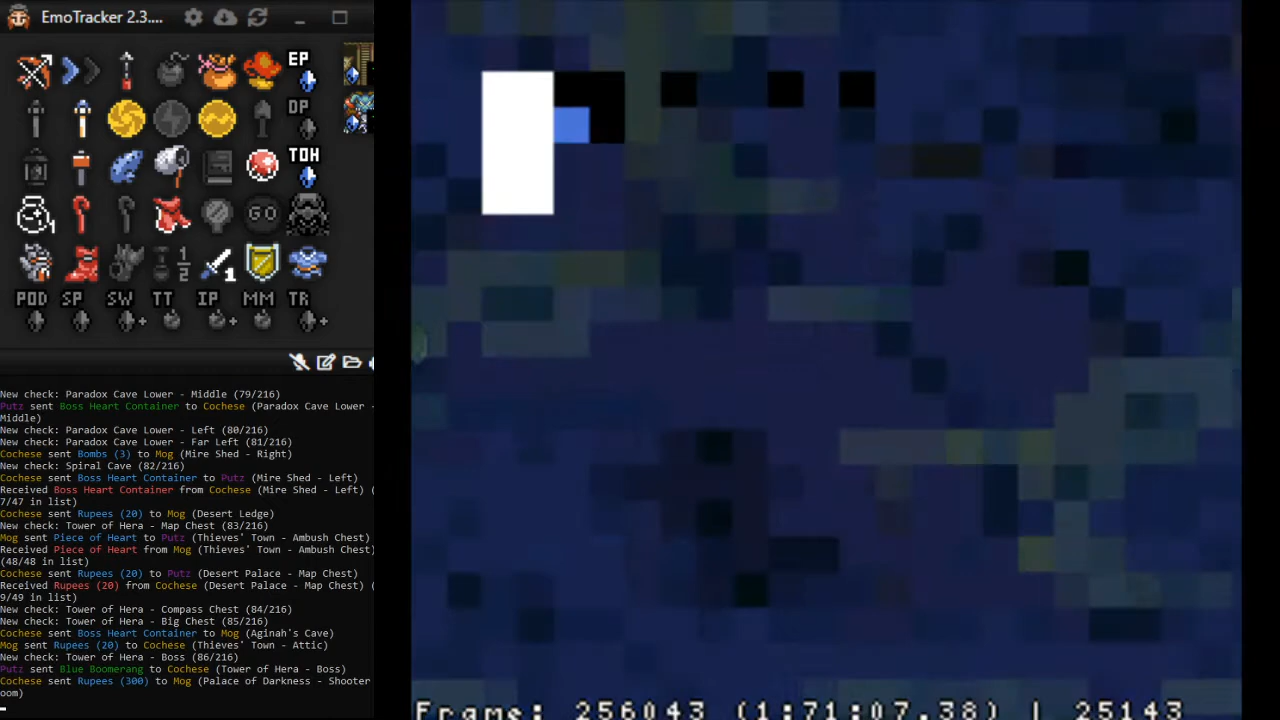 EmoTracker 2.3....
EP
DP
TOH
1
GO
1
2
1
POD SP SW TT IP MM TR
+ + +
New check: Paradox Cave Lower - Middle (79/216)
Putz sent Boss Heart Container to Cochese (Paradox Cave Lower -
Middle)
New check: Paradox Cave Lower - Left (80/216)
New check: Paradox Cave Lower - Far Left (81/216)
Cochese sent Bombs (3) to Mog (Mire Shed - Right)
New check: Spiral Cave (82/216)
Cochese sent Boss Heart Container to Putz (Mire Shed - Left)
Received Boss Heart Container from Cochese (Mire Shed - Left) (
7/47 in list)
Cochese sent Rupees (20) to Mog (Desert Ledge)
New check: Tower of Hera - Map Chest (83/216)
Mog sent Piece of Heart to Putz (Thieves' Town - Ambush Chest)
Received Piece of Heart from Mog (Thieves' Town - Ambush Chest)
(48/48 in list)
Cochese sent Rupees (20) to Putz (Desert Palace - Map Chest)
Received Rupees (20) from Cochese (Desert Palace - Map Chest) (
9/49 in list)
New check: Tower of Hera - Compass Chest (84/216)
New check: Tower of Hera - Big Chest (85/216)
Cochese sent Boss Heart Container to Mog (Aginah's Cave)
Mog sent Rupees (20) to Cochese (Thieves' Town - Attic)
New check: Tower of Hera - Boss (86/216)
Putz sent Blue Boomerang to Cochese (Tower of Hera - Boss)
Cochese sent Rupees (300) to Mog (Palace of Darkness - Shooter
oom)
Frame: 256043 (1:71:07.38) | 25143